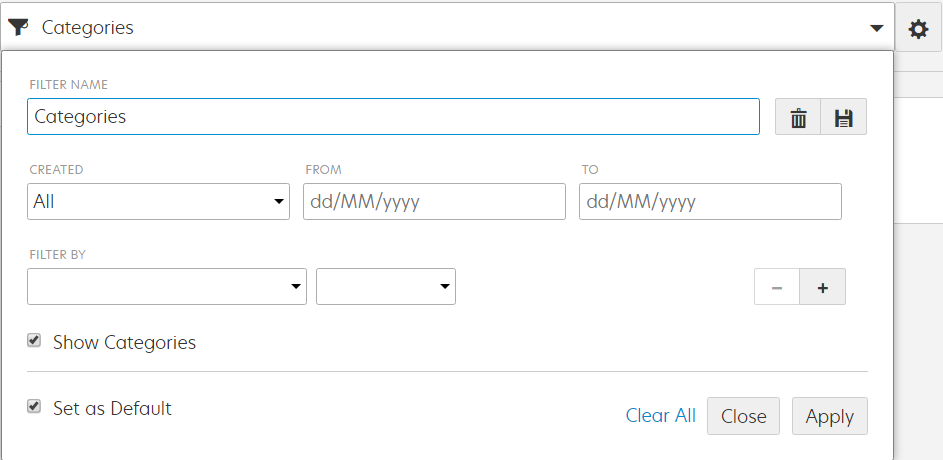 Categories
FILTER NAME
Categories
CREATED FROM TO
All dd/MM/yyyy dd/MM/yyyy
FILTER BY
− +
Show Categories
Set as Default
Clear All Close Apply